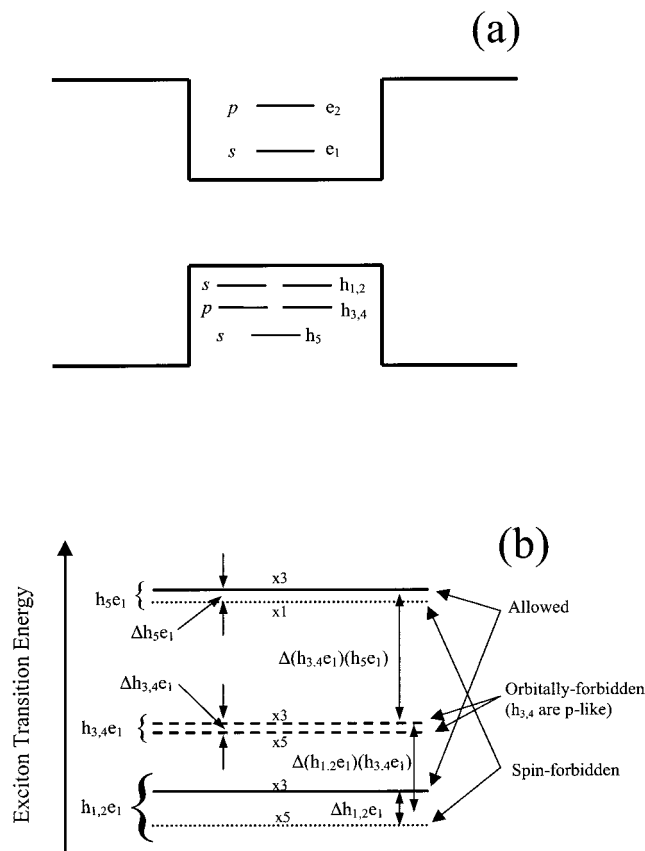 (a)
p e₂
s e₁
s h₁,₂
p h₃,₄
s h₅
(b)
Exciton Transition Energy
h₅e₁ {
x3
x1
Δh₅e₁
Allowed
Δ(h₃.₄e₁)(h₅e₁)
Δh₃,₄e₁
Orbitally-forbidden
(h₃,₄ are p-like)
h₃,₄e₁ {
x3
x5
Δ(h₁.₂e₁)(h₃.₄e₁)
Spin-forbidden
h₁,₂e₁ {
x3
Δh₁,₂e₁
x5